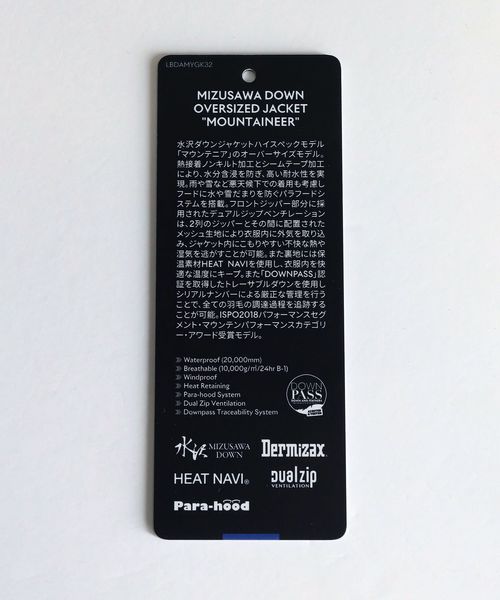 LBDAMYGK32
MIZUSAWA DOWN
OVERSIZED JACKET
"MOUNTAINEER"
水沢ダウンジャケットハイスペックモデル
「マウンテニア」のオーバーサイズモデル。
熱接着ノンキルト加工とシームテープ加工
により、水分含浸を防ぎ、高い耐水性を実
現。雨や雪など悪天候下での着用も考慮し
フードに水や雪だまりを防ぐパラフードシ
ステムを搭載。フロントジッパー部分に採
用されたデュアルジップベンチレーション
は、2列のジッパーとその間に配置された
メッシュ生地により衣服内に外気を取り込
み、ジャケット内にこもりやすい不快な熱や
湿気を逃がすことが可能。また裏地には保
温素材HEAT NAVIを使用し、衣服内を快
適な温度にキープ。また「DOWNPASS」認
証を取得したトレーサブルダウンを使用し
シリアルナンバーによる厳正な管理を行う
ことで、全ての羽毛の調達過程を追跡する
ことが可能。ISPO2018パフォーマンスセグ
メント・マウンテンパフォーマンスカテゴリ
ー・アワード受賞モデル。
Waterproof (20,000mm)
Breathable (10,000g/㎡/24hr B-1)
Windproof
Heat Retaining
Para-hood System
Dual Zip Ventilation
Downpass Traceability System
DOWN
PASS
水沢 MIZUSAWA
DOWN
Dermizax®
HEAT NAVI®
Dualzip
VENTILATION
Para-hood